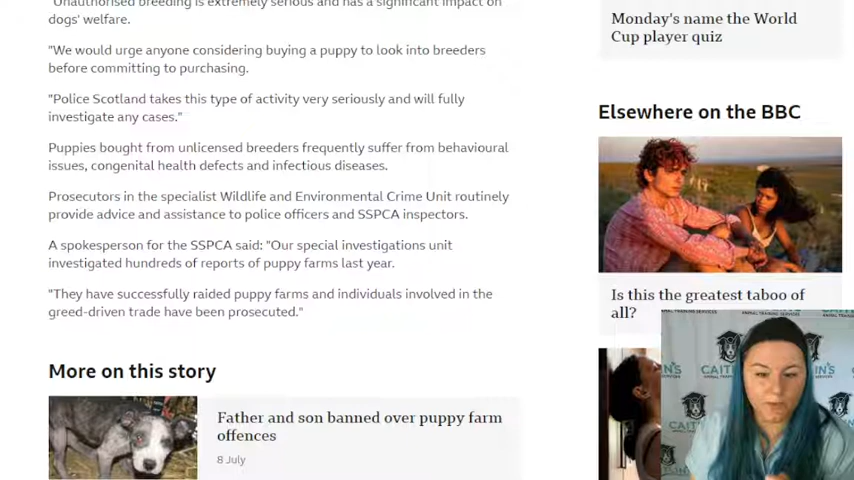 "Unauthorised breeding is extremely serious and has a significant impact on
dogs' welfare.
"We would urge anyone considering buying a puppy to look into breeders
before committing to purchasing.
"Police Scotland takes this type of activity very seriously and will fully
investigate any cases."
Puppies bought from unlicensed breeders frequently suffer from behavioural
issues, congenital health defects and infectious diseases.
Prosecutors in the specialist Wildlife and Environmental Crime Unit routinely
provide advice and assistance to police officers and SSPCA inspectors.
A spokesperson for the SSPCA said: "Our special investigations unit
investigated hundreds of reports of puppy farms last year.
"They have successfully raided puppy farms and individuals involved in the
greed-driven trade have been prosecuted."
More on this story
Father and son banned over puppy farm
offences
8 July
Monday's name the World
Cup player quiz
Elsewhere on the BBC
Is this the greatest taboo of
all?
ANIMAL TRAINING SERVICES
CAITL
N'S